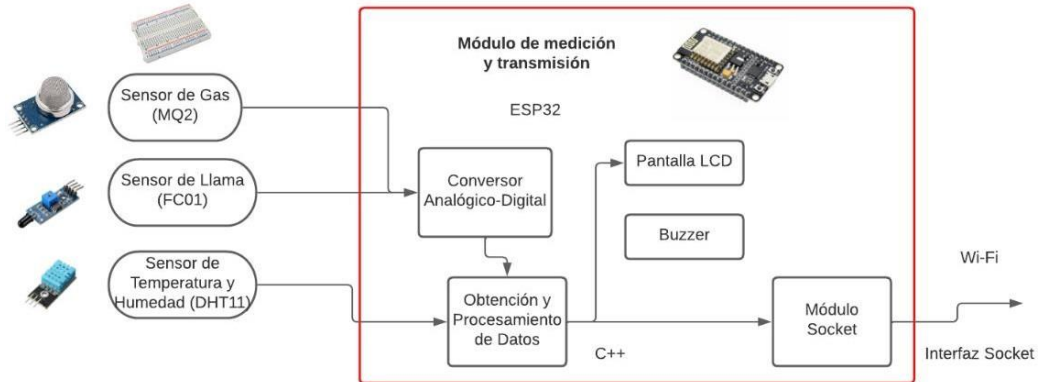 Módulo de medición
y transmisión
ESP32
Sensor de Gas
(MQ2)
Sensor de Llama
(FC01)
Sensor de
Temperatura y
Humedad (DHT11)
Conversor
Analógico-Digital
Pantalla LCD
Buzzer
Obtención y
Procesamiento
de Datos
C++
Módulo
Socket
Wi-Fi
Interfaz Socket